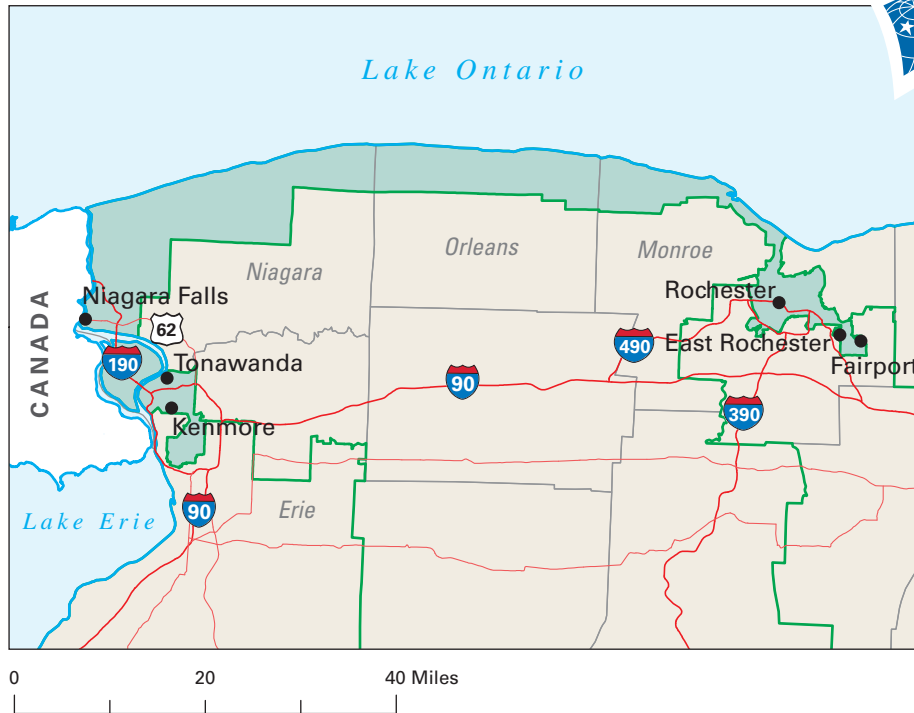 Lake Ontario
Niagara
Orleans
Monroe
CANADA
Niagara Falls
Rochester
62
490
East Rochester
190
Tonawanda
Fairport
90
390
Kenmore
90
Erie
Lake Erie
0 20 40 Miles